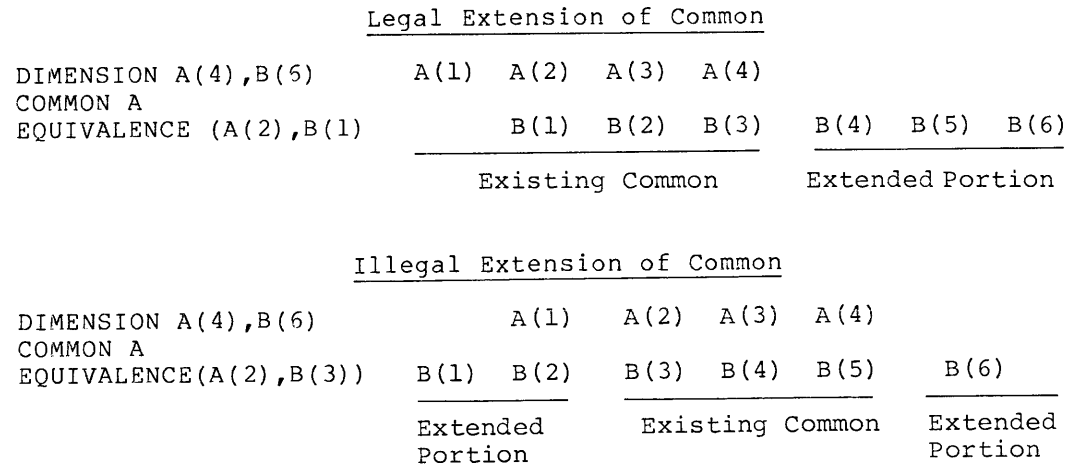 Legal Extension of Common
DIMENSION A(4),B(6) A(1) A(2) A(3) A(4)
COMMON A
EQUIVALENCE (A(2),B(1) B(1) B(2) B(3) B(4) B(5) B(6)
Existing Common Extended Portion
Illegal Extension of Common
DIMENSION A(4),B(6) A(1) A(2) A(3) A(4)
COMMON A
EQUIVALENCE(A(2),B(3)) B(1) B(2) B(3) B(4) B(5) B(6)
Extended Existing Common Extended
Portion Portion